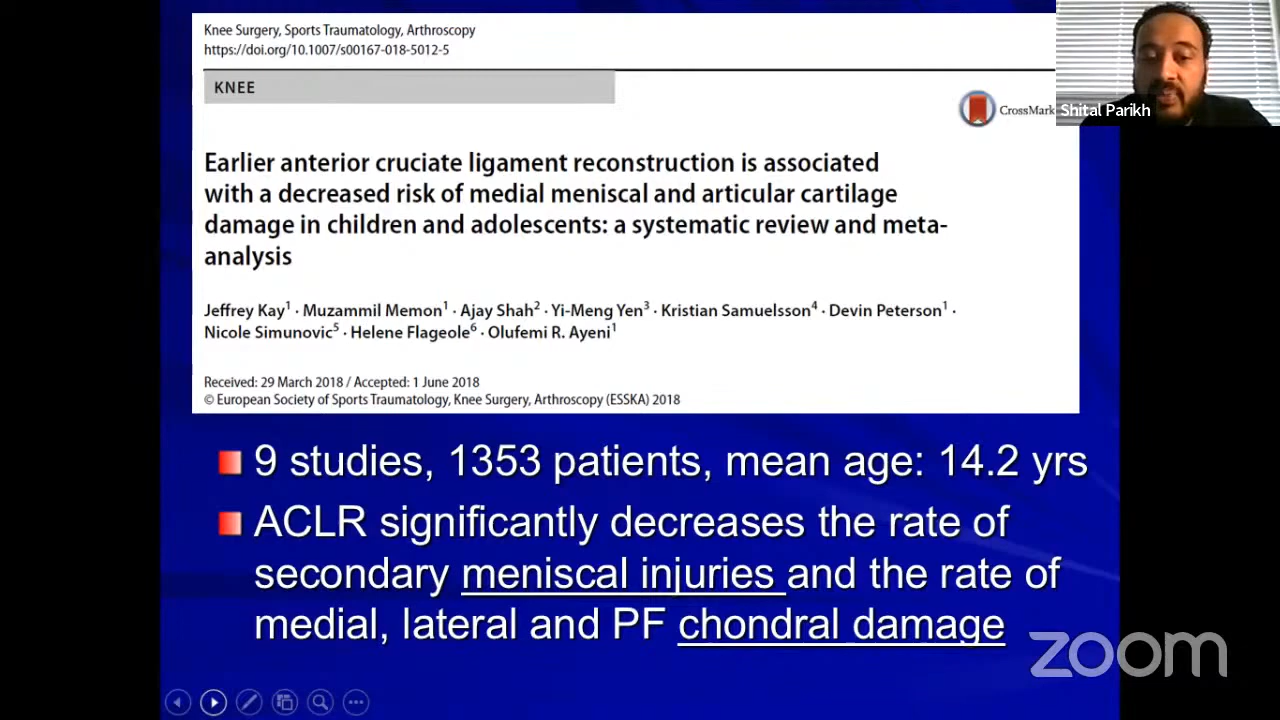 Knee Surgery, Sports Traumatology, Arthroscopy
https://doi.org/10.1007/s00167-018-5012-5
KNEE
CrossMark
Shital Parikh
Earlier anterior cruciate ligament reconstruction is associated
with a decreased risk of medial meniscal and articular cartilage
damage in children and adolescents: a systematic review and meta-
analysis
Jeffrey Kay1 · Muzammil Memon1 · Ajay Shah2 · Yi-Meng Yen3 · Kristian Samuelsson4 · Devin Peterson1 ·
Nicole Simunovic5 · Helene Flageole6 · Olufemi R. Ayeni1
Received: 29 March 2018 / Accepted: 1 June 2018
© European Society of Sports Traumatology, Knee Surgery, Arthroscopy (ESSKA) 2018
9 studies, 1353 patients, mean age: 14.2 yrs
ACLR significantly decreases the rate of
secondary meniscal injuries and the rate of
medial, lateral and PF chondral damage
zoom